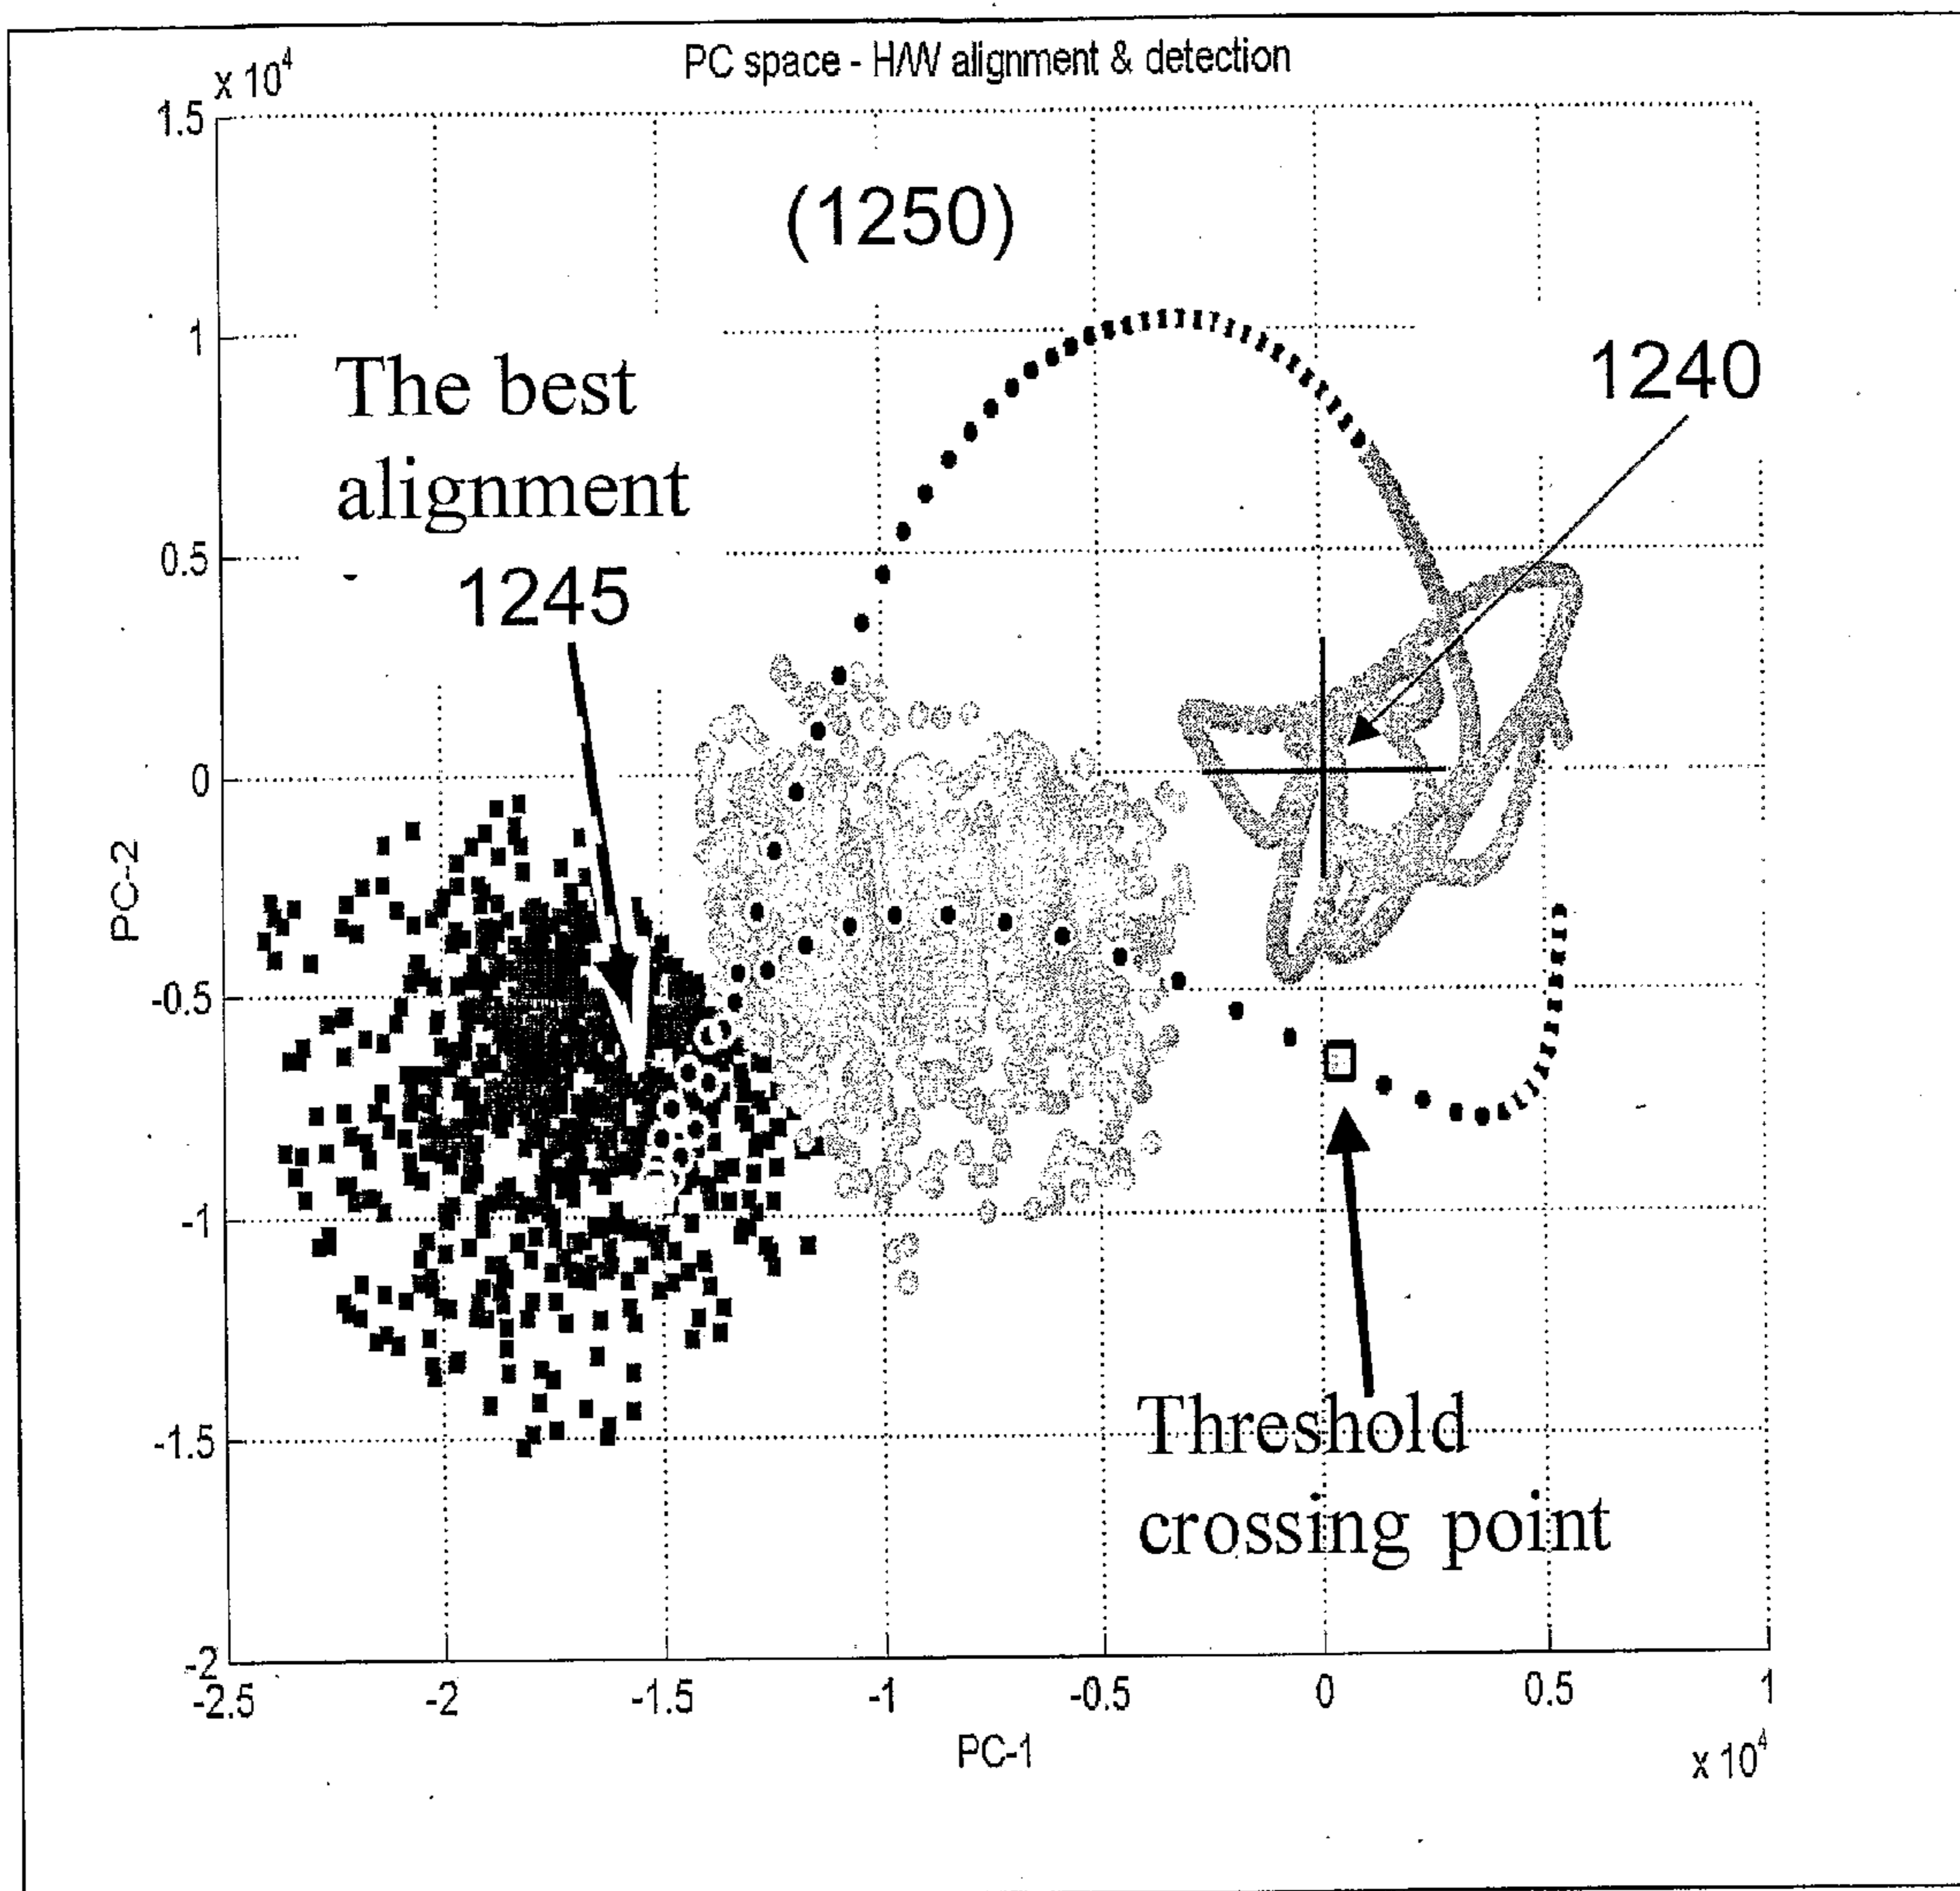 PC space - H/W alignment & detection
x 10^4
1.5
1
0.5
0
-0.5
-1
-1.5
-2
PC-2
(1250)
The best
alignment
1245
1240
Threshold
crossing point
-2.5 -2 -1.5 -1 -0.5 0 0.5 1
PC-1
x 10^4